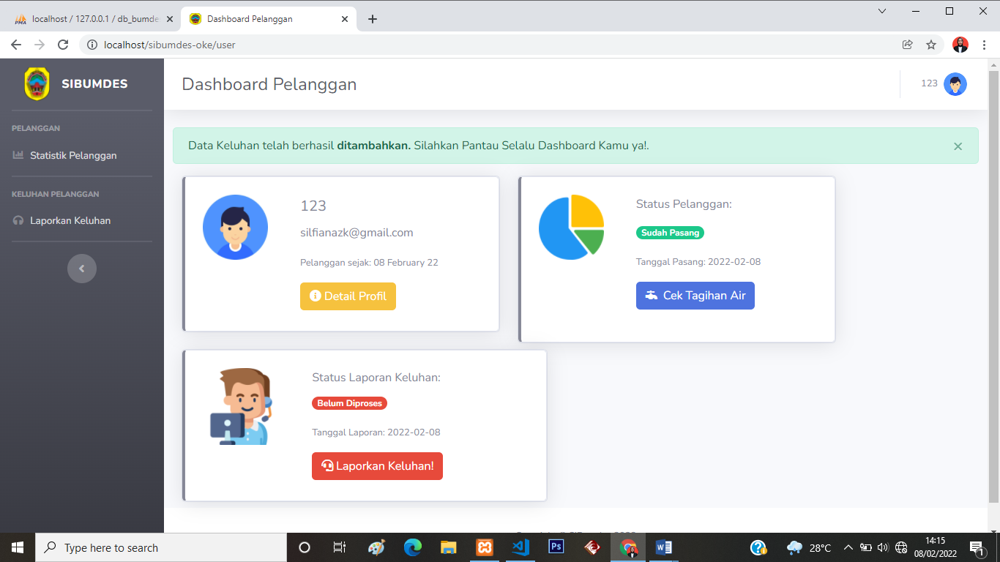 localhost / 127.0.0.1 / db_bumde
Dashboard Pelanggan
localhost/sibumdes-oke/user
SIBUMDES
Dashboard Pelanggan
123
PELANGGAN
Statistik Pelanggan
KELUHAN PELANGGAN
Laporkan Keluhan
Data Keluhan telah berhasil ditambahkan. Silahkan Pantau Selalu Dashboard Kamu ya!.
123
silfianazk@gmail.com
Pelanggan sejak: 08 February 22
Detail Profil
Status Pelanggan:
Sudah Pasang
Tanggal Pasang: 2022-02-08
Cek Tagihan Air
Status Laporan Keluhan:
Belum Diproses
Tanggal Laporan: 2022-02-08
Laporkan Keluhan!
Type here to search
Ps
28°C
14:15
08/02/2022
1